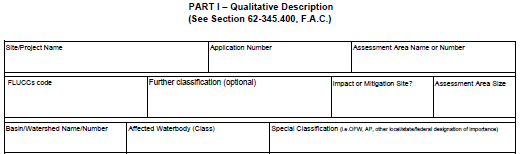 PART I – Qualitative Description
(See Section 62-345.400, F.A.C.)
Site/Project Name Application Number Assessment Area Name or Number
FLUCCs code Further classification (optional) Impact or Mitigation Site? Assessment Area Size
Basin/Watershed Name/Number Affected Waterbody (Class) Special Classification (i.e.OFW, AP, other local/state/federal designation of importance)